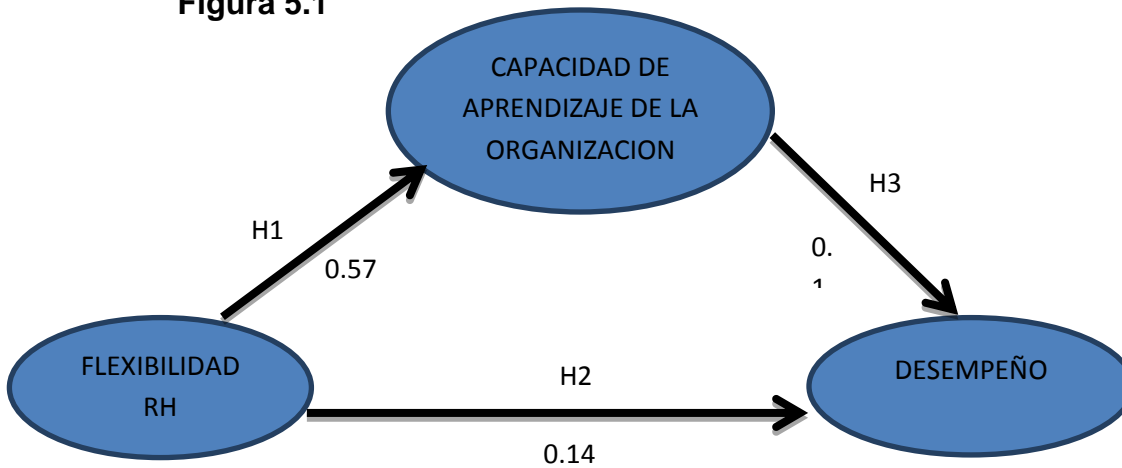 Figura 5.1
CAPACIDAD DE
APRENDIZAJE DE LA
ORGANIZACION
H1
0.57
H3
0.
FLEXIBILIDAD
RH
H2
0.14
DESEMPEÑO